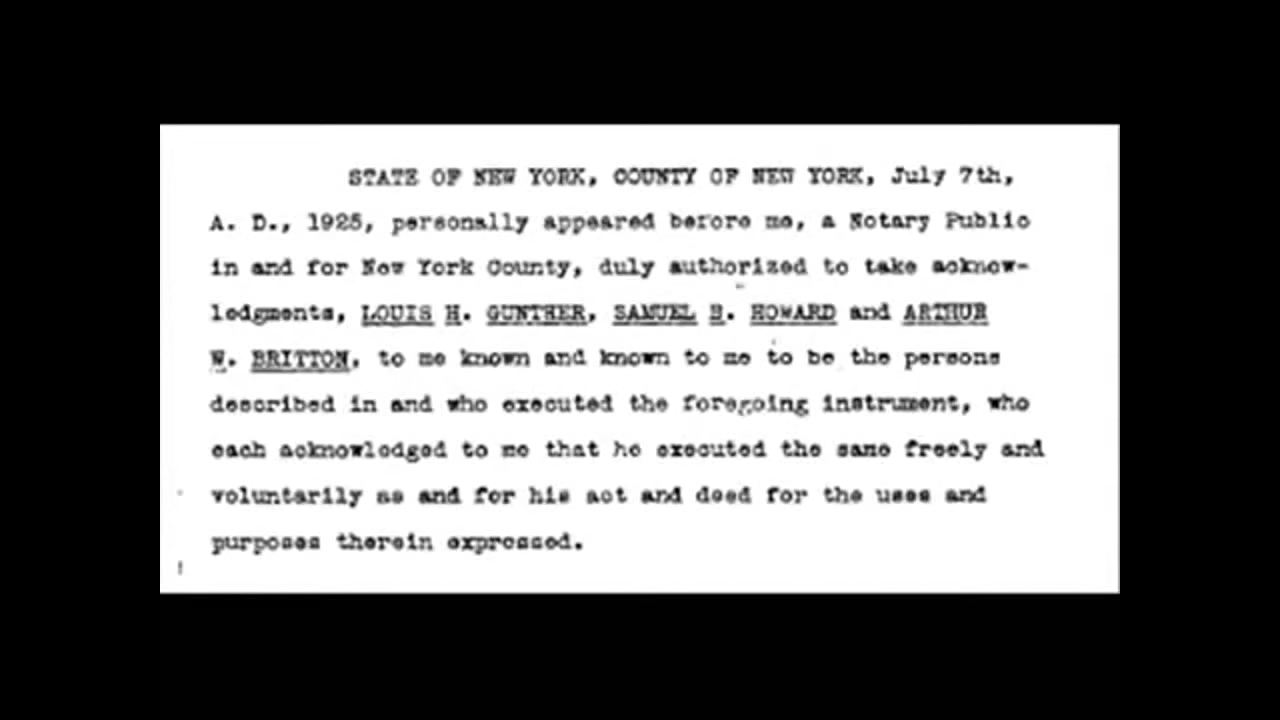 STATE OF NEW YORK, COUNTY OF NEW YORK, July 7th,
A. D., 1925, personally appeared before me, a Notary Public
in and for New York County, duly authorized to take acknow-
ledgments, LOUIS H. GUNTHER, SAMUEL B. HOWARD and ARTHUR
W. BRITTON, to me known and known to me to be the persons
described in and who executed the foregoing instrument, who
each acknowledged to me that he executed the same freely and
voluntarily as and for his act and deed for the uses and
purposes therein expressed.